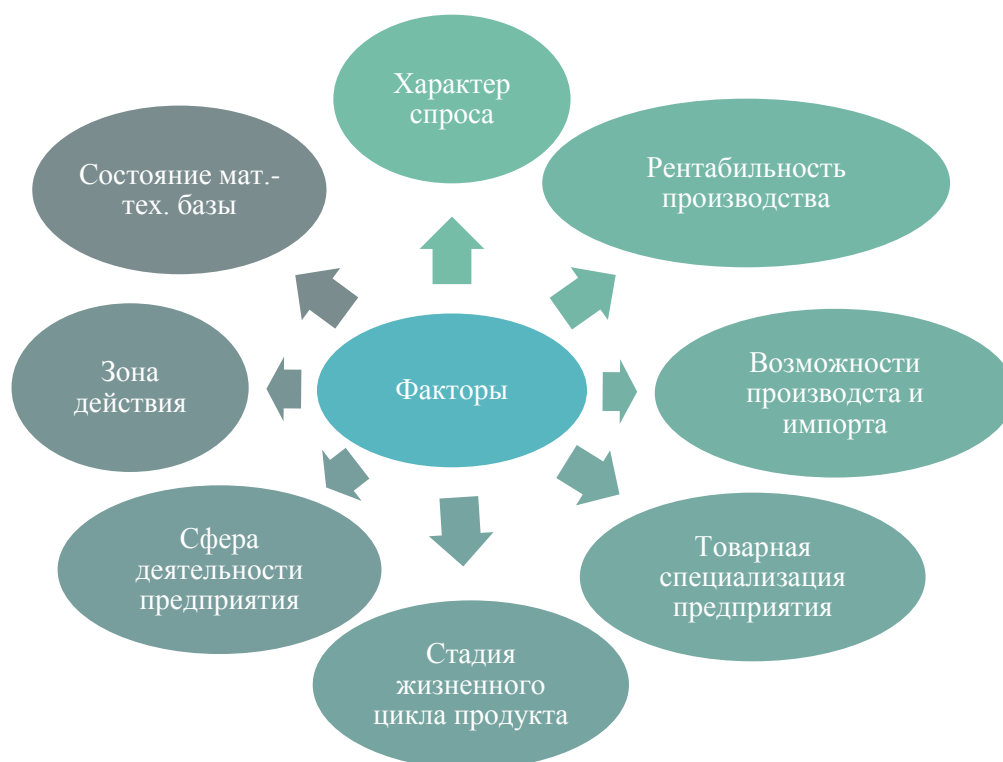 Характер
спроса
Рентабильность
производства
Возможности
производста и
импорта
Товарная
специализация
предприятия
Стадия
жизненного
цикла продукта
Сфера
деятельности
предприятия
Зона
действия
Состояние мат.-
тех. базы
Факторы